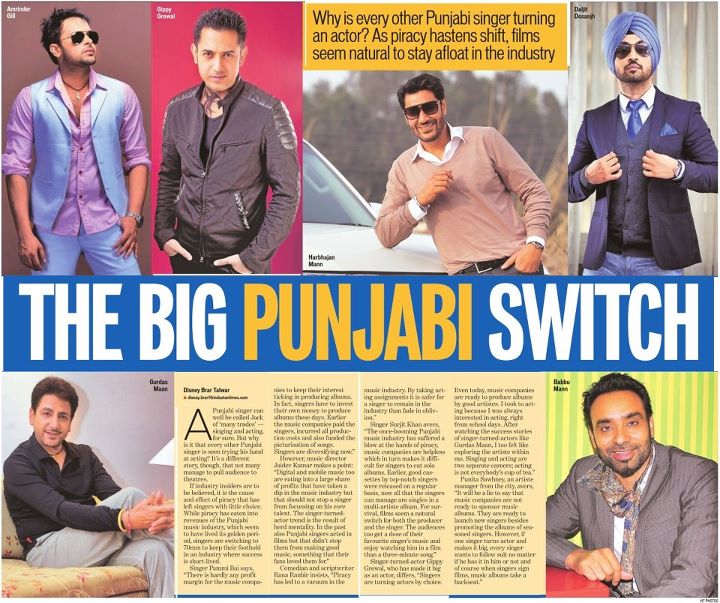 Amrinder
Gill
Gippy
Grewal
Why is every other Punjabi singer turning
an actor? As piracy hastens shift, films
seem natural to stay afloat in the industry
Daljit
Dosanjh
Harbhajan
Mann
THE BIG PUNJABI SWITCH
Gurdas
Maan
Disney Brar Talwar
disney.brar@hindustantimes.com
A Punjabi singer can
well be called Jack
of 'many trades' —
singing and acting,
for sure. But why
is it that every other Punjabi
singer is seen trying his hand
at acting? It's a different
story, though, that not many
manage to pull audience to
theatres.
If industry insiders are to
be believed, it is the cause
and effect of piracy that has
left singers with little choice.
While piracy has eaten into
revenues of the Punjabi
music industry, which seem
to have lived its golden peri-
od, singers are switching to
70mm to keep their foothold
in an industry where success
is short-lived.
Singer Pammi Bai says,
"There is hardly any profit
margin for the music compa-
nies to keep their interest
ticking in producing albums.
In fact, singers have to invest
their own money to produce
albums these days. Earlier
the music companies paid the
singers, incurred all produc-
tion costs and also funded the
picturisation of songs.
Singers are diversifying now."
However, music director
Jaider Kumar makes a point:
"Digital and mobile music too
are eating into a large share
of profits that have taken a
dip in the music industry but
that should not stop a singer
from focussing on his core
talent. The singer-turned-
actor trend is the result of
herd mentality. In the past
also Punjabi singers acted in
films but that didn't stop
them from making good
music, something that their
fans loved them for."
Comedian and scriptwriter
Rana Ranbir insists, "Piracy
has led to a vacuum in the
music industry. By taking act-
ing assignments it is safer for
a singer to remain in the
industry than fade in obliv-
ion."
Singer Surjit Khan avers,
"The once-booming Punjabi
music industry has suffered a
blow at the hands of piracy,
music companies are helpless
which in turn makes it diffi-
cult for singers to cut solo
albums. Earlier, good cas-
settes by top-notch singers
were released on a regular
basis, now all that the singers
can manage are singles in a
multi-artist album. For sur-
vival, films seem a natural
switch for both the producer
and the singer. The audiences
too get a dose of their
favourite singer's music and
enjoy watching him in a film
than a three-minute song."
Singer-turned-actor Gippy
Grewal, who has made it big
as an actor, differs, "Singers
are turning actors by choice.
Even today, music companies
are ready to produce albums
by good artistes. I took to act-
ing because I was always
interested in acting, right
from school days. After
watching the success stories
of singer-turned-actors like
Gurdas Maan, I too felt like
exploring the artiste within
me. Singing and acting are
two separate careers; acting
is not everybody's cup of tea."
Punita Sawhney, an artiste
manager from the city, avers,
"It will be a lie to say that
music companies are not
ready to sponsor music
albums. They are ready to
launch new singers besides
promoting the albums of sea-
soned singers. However, if
one singer turns actor and
makes it big, every singer
wants to follow suit no matter
if he has it in him or not and
of course when singers sign
films, music albums take a
backseat."
Babbu
Mann
HT PHOTOS